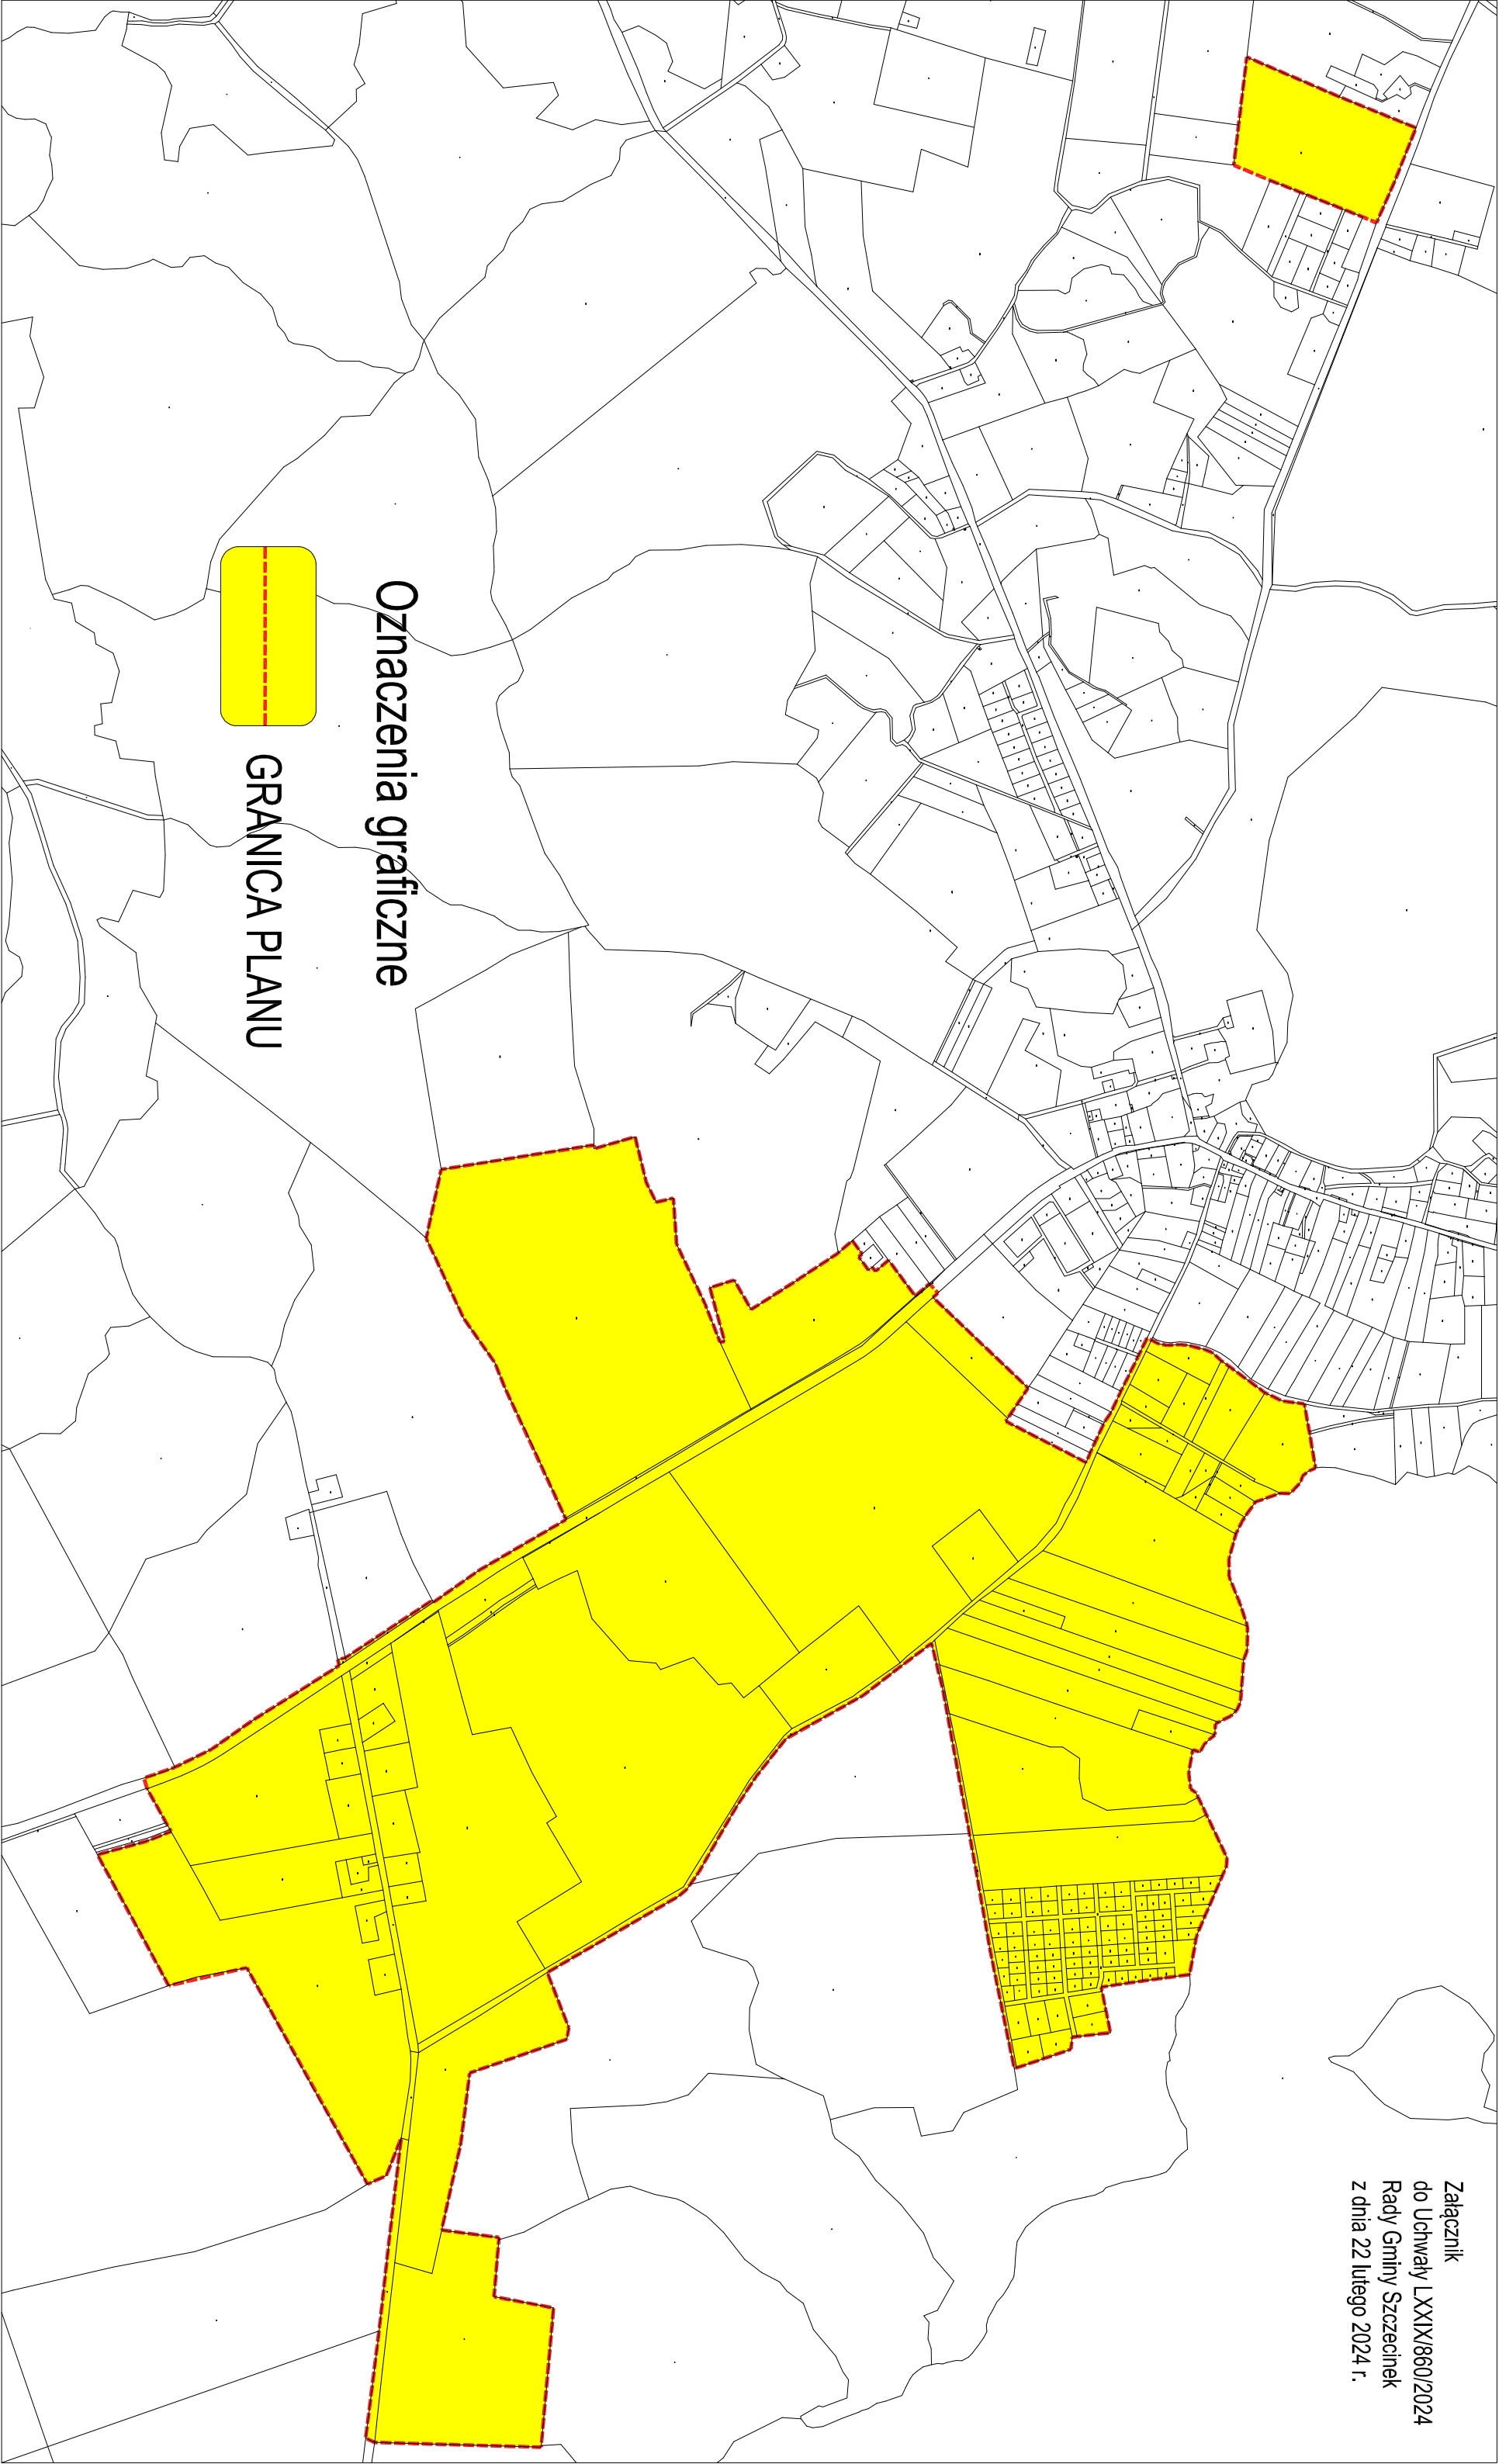 Załącznik
do Uchwały LXXIX/860/2024
Rady Gminy Szczecinek
z dnia 22 lutego 2024 r.
Oznaczenia graficzne
GRANICA PLANU